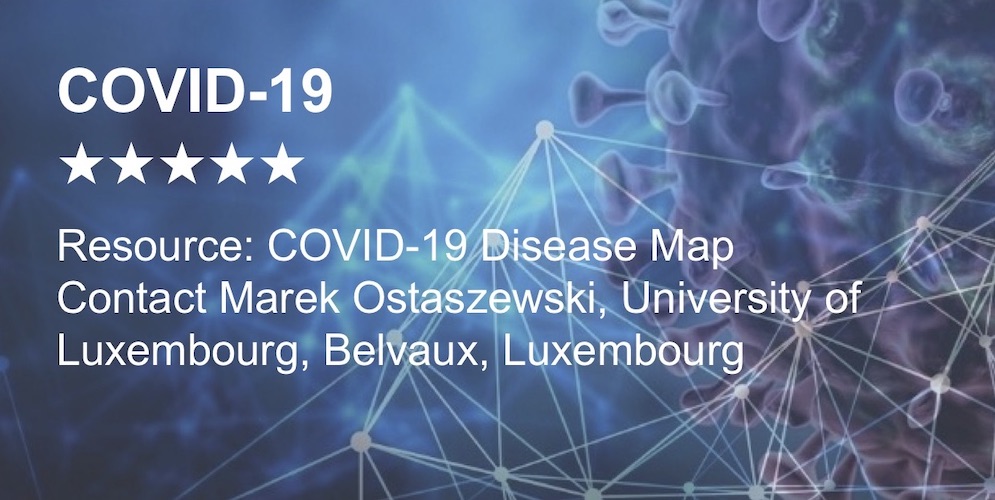 COVID-19
★★★★★
Resource: COVID-19 Disease Map
Contact Marek Ostaszewski, University of
Luxembourg, Belvaux, Luxembourg